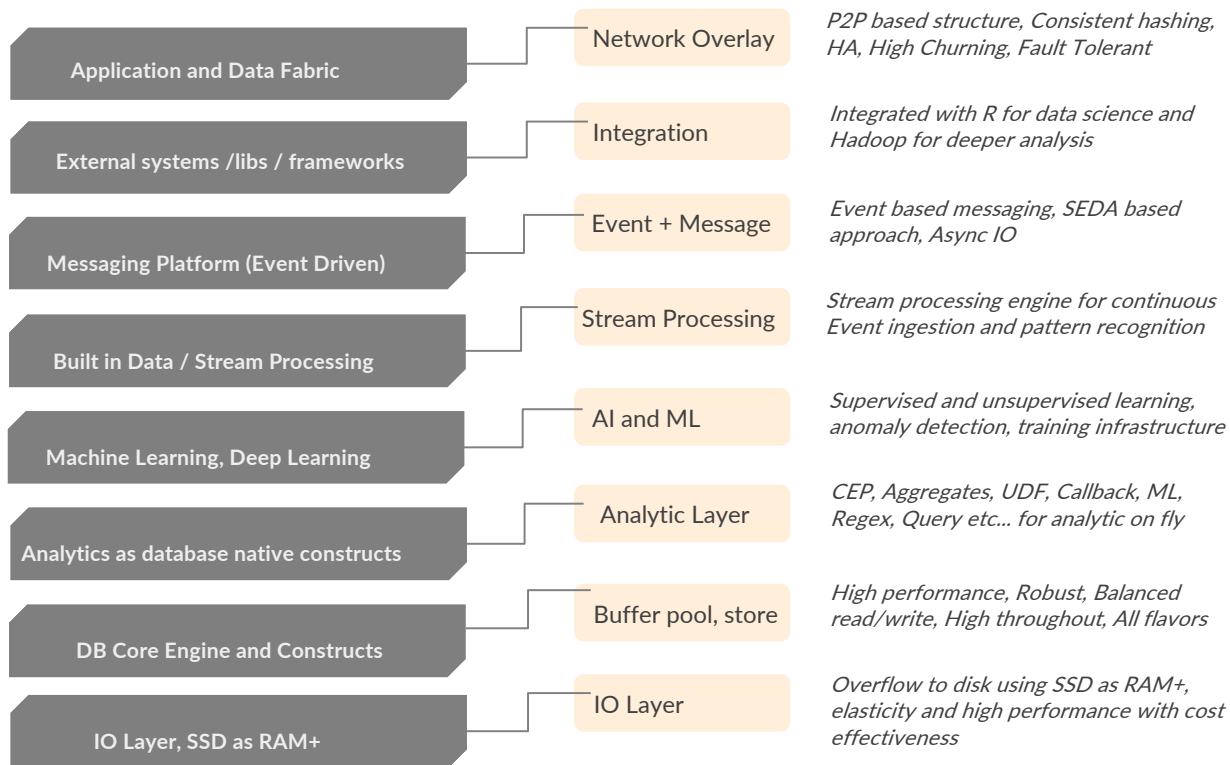 Application and Data Fabric
Network Overlay
P2P based structure, Consistent hashing,
HA, High Churning, Fault Tolerant
External systems /libs / frameworks
Integration
Integrated with R for data science and
Hadoop for deeper analysis
Messaging Platform (Event Driven)
Event + Message
Event based messaging, SEDA based
approach, Async IO
Built in Data / Stream Processing
Stream Processing
Stream processing engine for continuous
Event ingestion and pattern recognition
Machine Learning, Deep Learning
AI and ML
Supervised and unsupervised learning,
anomaly detection, training infrastructure
Analytics as database native constructs
Analytic Layer
CEP, Aggregates, UDF, Callback, ML,
Regex, Query etc... for analytic on fly
DB Core Engine and Constructs
Buffer pool, store
High performance, Robust, Balanced
read/write, High throughout, All flavors
IO Layer, SSD as RAM+
IO Layer
Overflow to disk using SSD as RAM+,
elasticity and high performance with cost
effectiveness